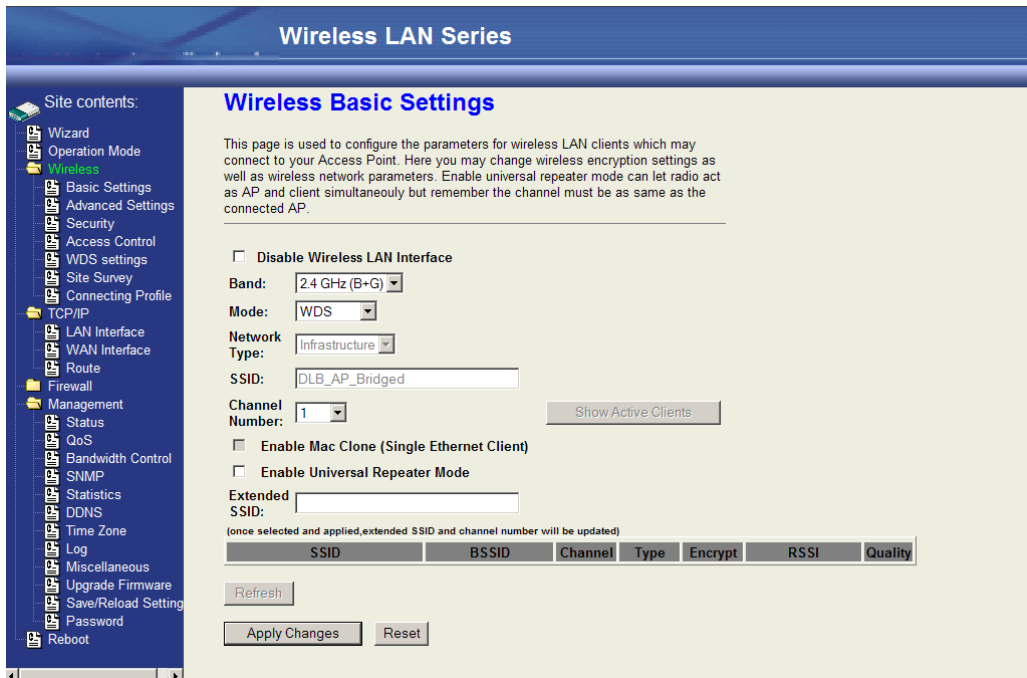 Wireless LAN Series
Site contents:
Wizard
Operation Mode
Wireless
Basic Settings
Advanced Settings
Security
Access Control
WDS settings
Site Survey
Connecting Profile
TCP/IP
LAN Interface
WAN Interface
Route
Firewall
Management
Status
QoS
Bandwidth Control
SNMP
Statistics
DDNS
Time Zone
Log
Miscellaneous
Upgrade Firmware
Save/Reload Setting
Password
Reboot
Wireless Basic Settings
This page is used to configure the parameters for wireless LAN clients which may
connect to your Access Point. Here you may change wireless encryption settings as
well as wireless network parameters. Enable universal repeater mode can let radio act
as AP and client simultaneouly but remember the channel must be as same as the
connected AP.
Disable Wireless LAN Interface
Band: 2.4 GHz (B+G)
Mode: WDS
Network Type: Infrastructure
SSID: DLB_AP_Bridged
Channel Number: 1 Show Active Clients
Enable Mac Clone (Single Ethernet Client)
Enable Universal Repeater Mode
Extended SSID:
(once selected and applied,extended SSID and channel number will be updated)
SSID BSSID Channel Type Encrypt RSSI Quality
Refresh
Apply Changes Reset